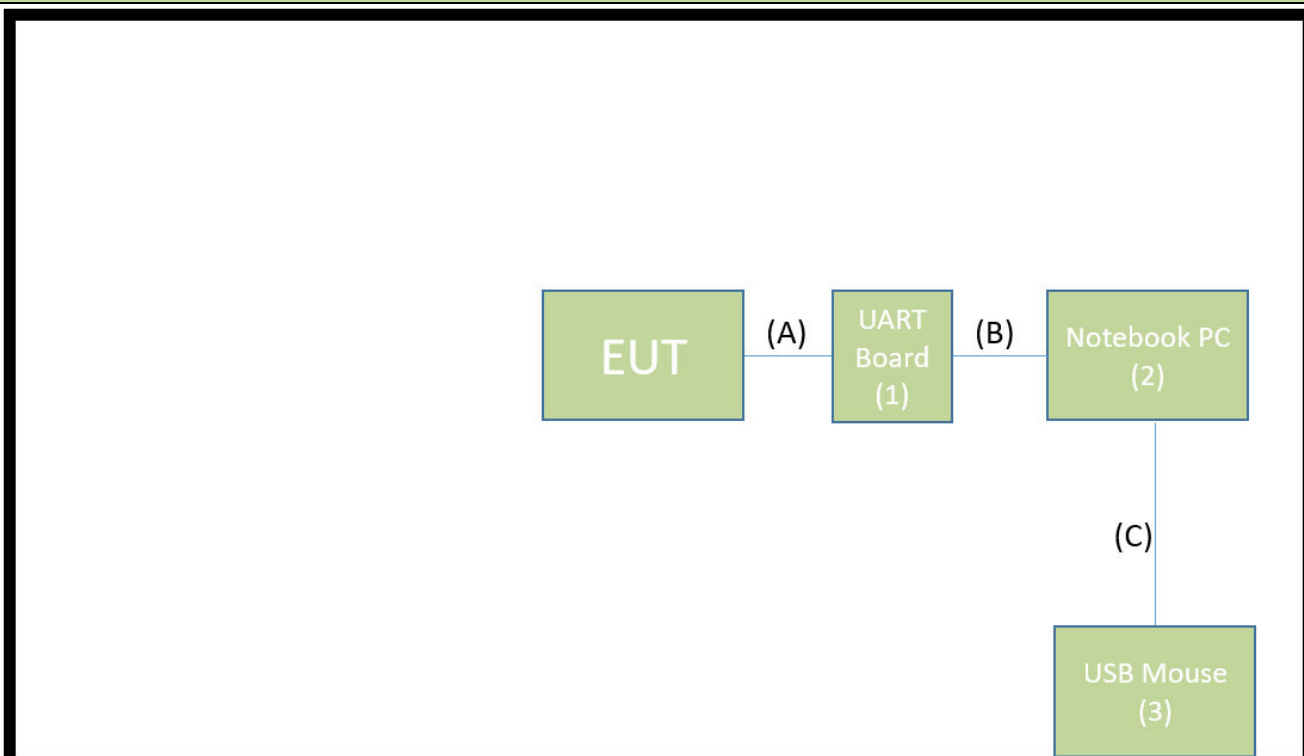 EUT
(A)
UART
Board
(1)
(B)
Notebook PC
(2)
(C)
USB Mouse
(3)